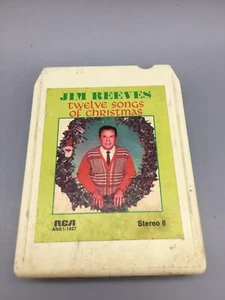 JIM REEVES
TWELVE SONGS
OF CHRISTMAS
RCA
Stereo 8